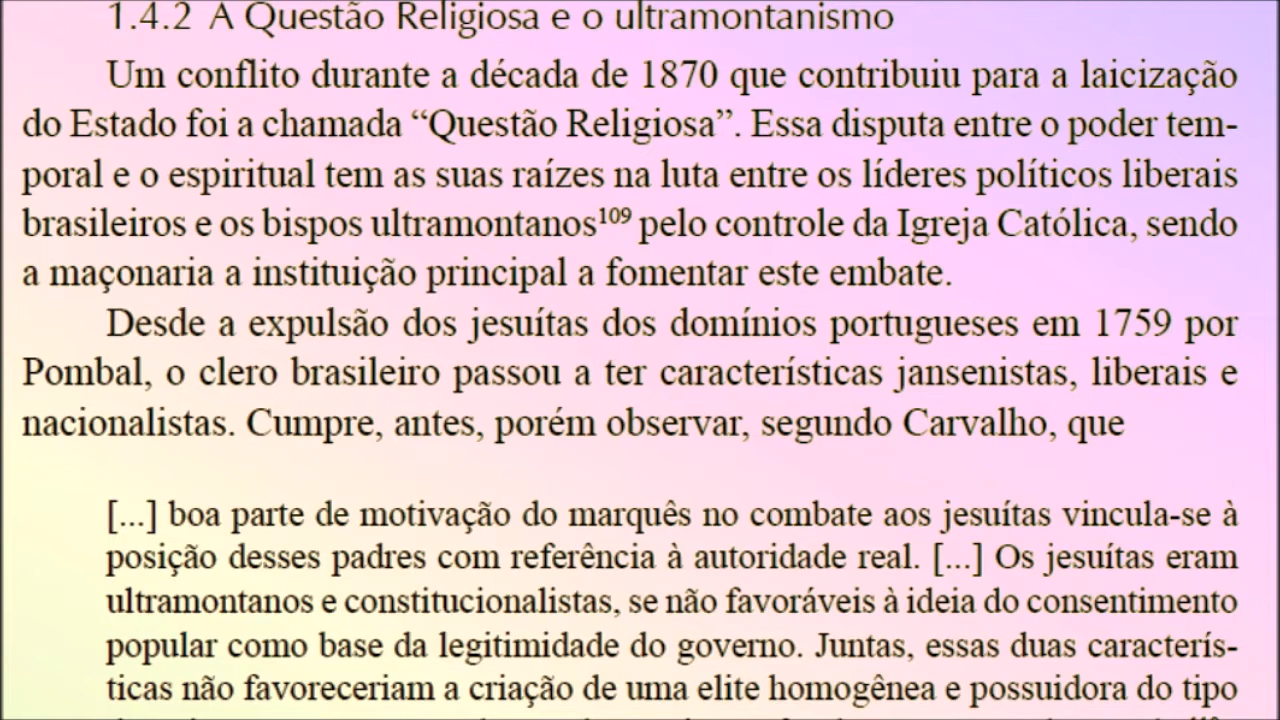 1.4.2 A Questão Religiosa e o ultramontanismo
Um conflito durante a década de 1870 que contribuiu para a laicização
do Estado foi a chamada “Questão Religiosa”. Essa disputa entre o poder tem-
poral e o espiritual tem as suas raízes na luta entre os líderes políticos liberais
brasileiros e os bispos ultramontanos¹⁰⁹ pelo controle da Igreja Católica, sendo
a maçonaria a instituição principal a fomentar este embate.
Desde a expulsão dos jesuítas dos domínios portugueses em 1759 por
Pombal, o clero brasileiro passou a ter características jansenistas, liberais e
nacionalistas. Cumpre, antes, porém observar, segundo Carvalho, que
[...] boa parte de motivação do marquês no combate aos jesuítas vincula-se à
posição desses padres com referência à autoridade real. [...] Os jesuítas eram
ultramontanos e constitucionalistas, se não favoráveis à ideia do consentimento
popular como base da legitimidade do governo. Juntas, essas duas caracterís-
ticas não favoreceriam a criação de uma elite homogênea e possuidora do tipo